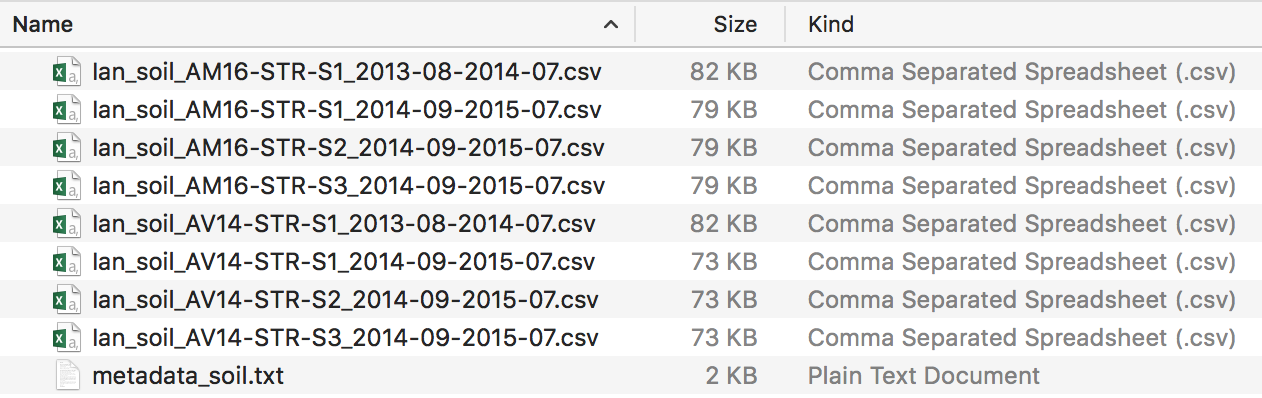 Name Size Kind
lan_soil_AM16-STR-S1_2013-08-2014-07.csv 82 KB Comma Separated Spreadsheet (.csv)
lan_soil_AM16-STR-S1_2014-09-2015-07.csv 79 KB Comma Separated Spreadsheet (.csv)
lan_soil_AM16-STR-S2_2014-09-2015-07.csv 79 KB Comma Separated Spreadsheet (.csv)
lan_soil_AM16-STR-S3_2014-09-2015-07.csv 79 KB Comma Separated Spreadsheet (.csv)
lan_soil_AV14-STR-S1_2013-08-2014-07.csv 82 KB Comma Separated Spreadsheet (.csv)
lan_soil_AV14-STR-S1_2014-09-2015-07.csv 73 KB Comma Separated Spreadsheet (.csv)
lan_soil_AV14-STR-S2_2014-09-2015-07.csv 73 KB Comma Separated Spreadsheet (.csv)
lan_soil_AV14-STR-S3_2014-09-2015-07.csv 73 KB Comma Separated Spreadsheet (.csv)
metadata_soil.txt 2 KB Plain Text Document